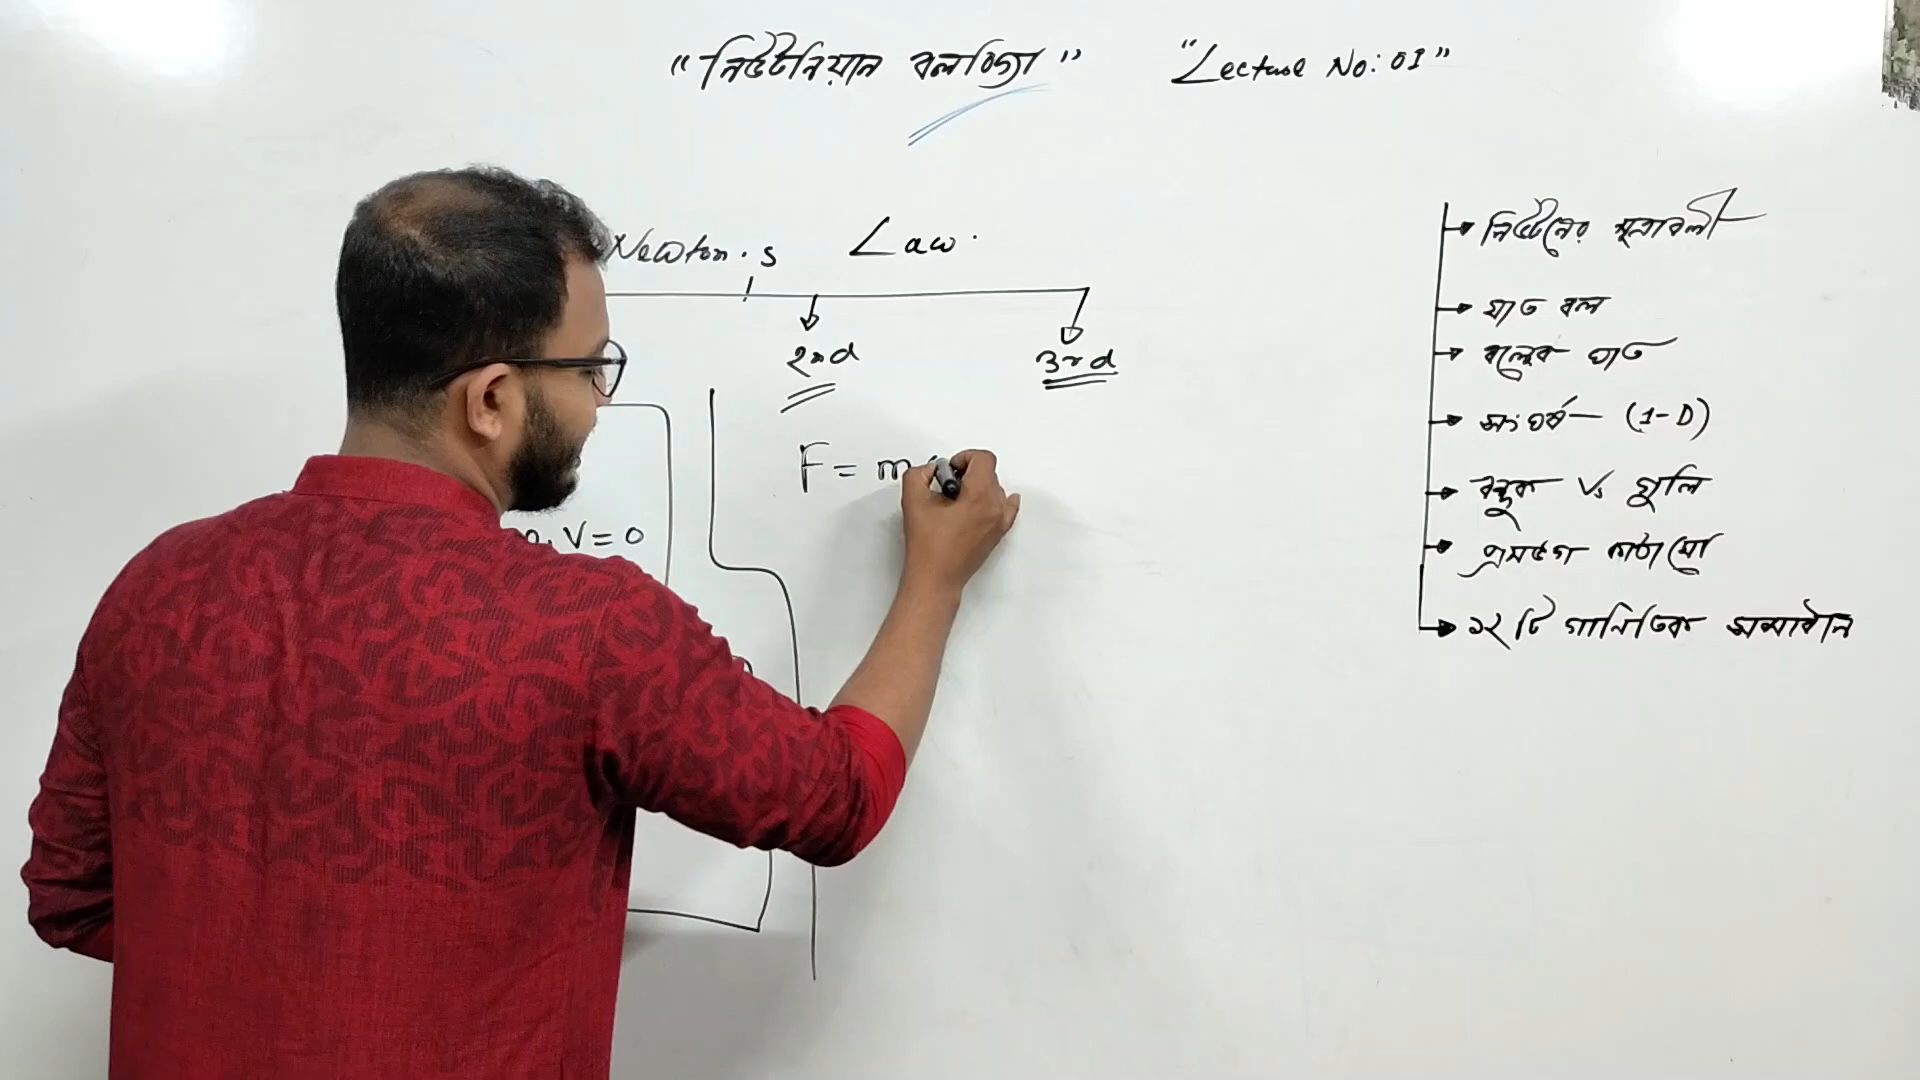 “নিউটনিয়ান বলবিদ্যা” “Lecture No: 01”
Newton's Law.
2nd 3rd
F = m
V = 0
নিউটনের সূত্রাবলী
ঘাত বল
বলের ঘাত
সংঘর্ষ (1-D)
বন্দুক Vs গুলি
প্রসঙ্গ কাঠামো
১২ টি গানিতিক সমাধান